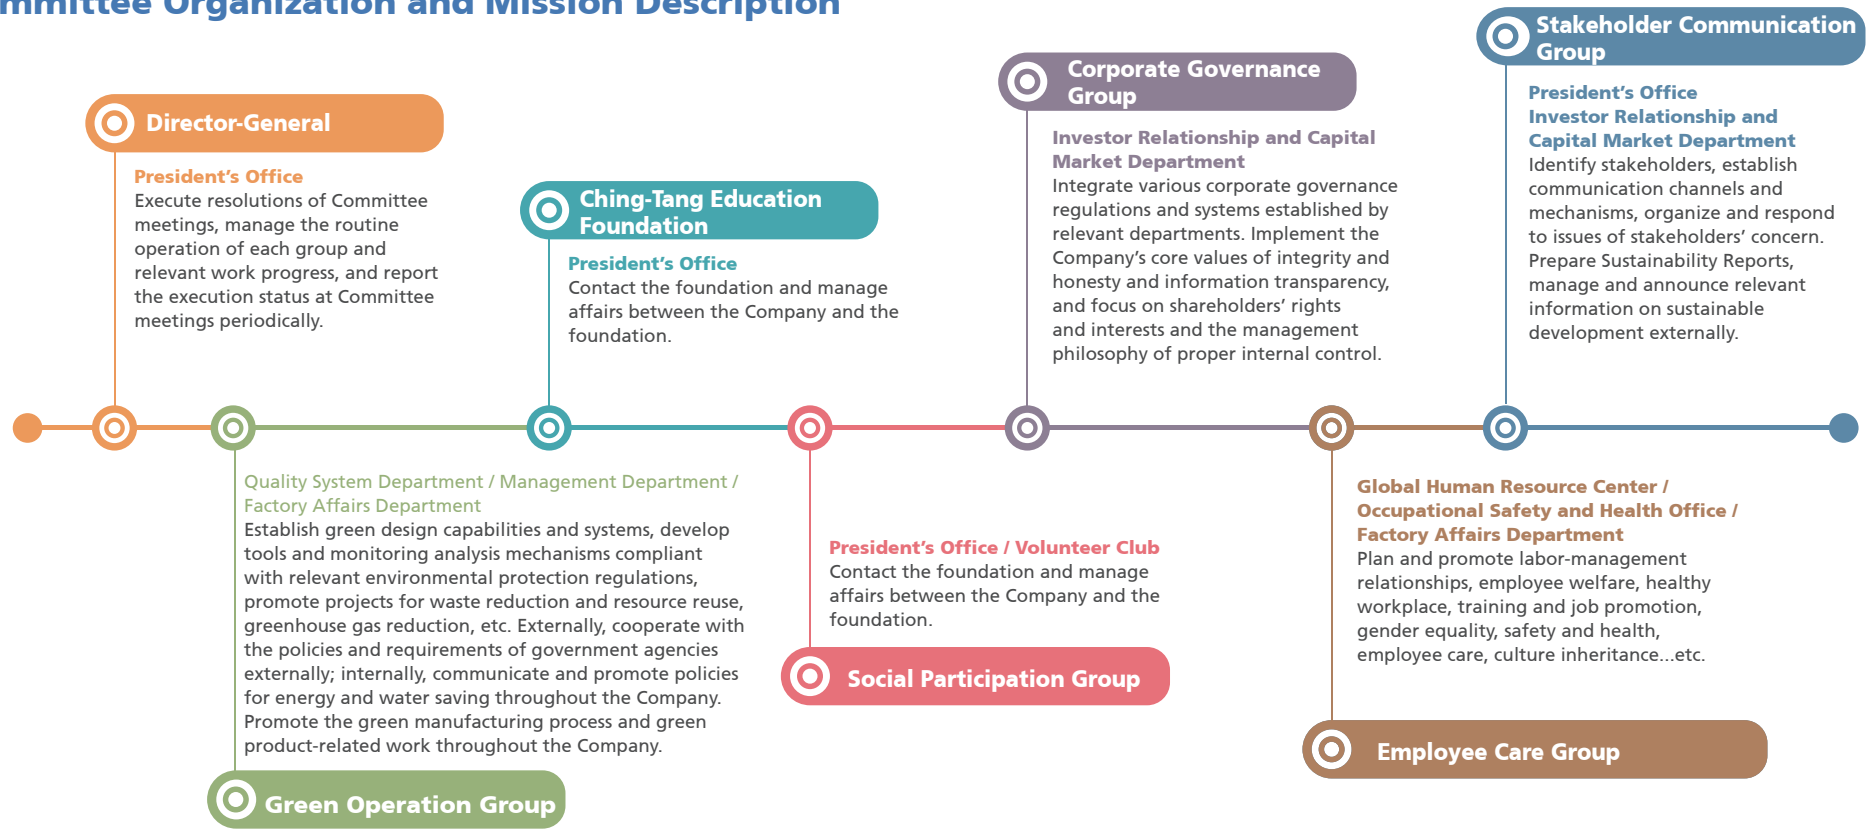 mmittee Organization and Mission Description
Director-General
President's Office
Execute resolutions of Committee
meetings, manage the routine
operation of each group and
relevant work progress, and report
the execution status at Committee
meetings periodically.
Quality System Department / Management Department /
Factory Affairs Department
Establish green design capabilities and systems, develop
tools and monitoring analysis mechanisms compliant
with relevant environmental protection regulations,
promote projects for waste reduction and resource reuse,
greenhouse gas reduction, etc. Externally, cooperate with
the policies and requirements of government agencies
externally; internally, communicate and promote policies
for energy and water saving throughout the Company.
Promote the green manufacturing process and green
product-related work throughout the Company.
Green Operation Group
Ching-Tang Education
Foundation
President's Office
Contact the foundation and manage
affairs between the Company and the
foundation.
President's Office / Volunteer Club
Contact the foundation and manage
affairs between the Company and the
foundation.
Social Participation Group
Corporate Governance
Group
Investor Relationship and Capital
Market Department
Integrate various corporate governance
regulations and systems established by
relevant departments. Implement the
Company's core values of integrity and
honesty and information transparency,
and focus on shareholders' rights
and interests and the management
philosophy of proper internal control.
Global Human Resource Center /
Occupational Safety and Health Office /
Factory Affairs Department
Plan and promote labor-management
relationships, employee welfare, healthy
workplace, training and job promotion,
gender equality, safety and health,
employee care, culture inheritance...etc.
Employee Care Group
Stakeholder Communication
Group
President's Office
Investor Relationship and
Capital Market Department
Identify stakeholders, establish
communication channels and
mechanisms, organize and respond
to issues of stakeholders' concern.
Prepare Sustainability Reports,
manage and announce relevant
information on sustainable
development externally.